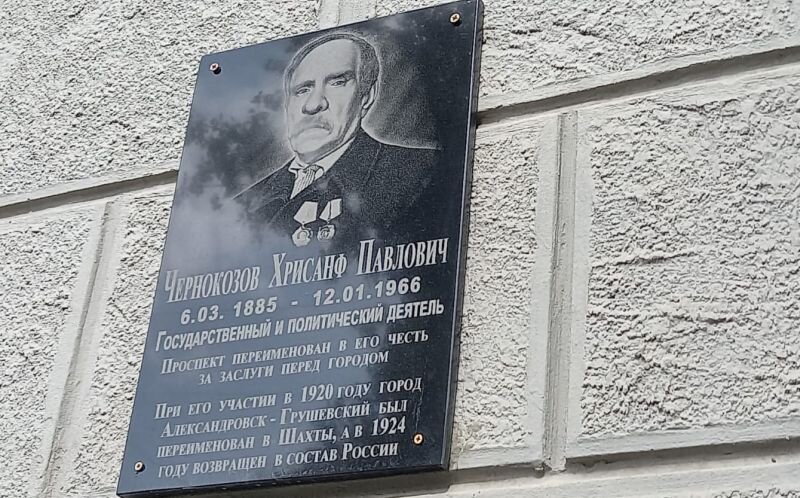 Чернокозов Хрисанф Павлович
6.03. 1885 - 12.01.1966
Государственный и политический деятель
Проспект переименован в его честь
за заслуги перед городом
При его участии в 1920 году город
Александровск - Грушевский был
переименован в Шахты, а в 1924
году возвращен в состав России